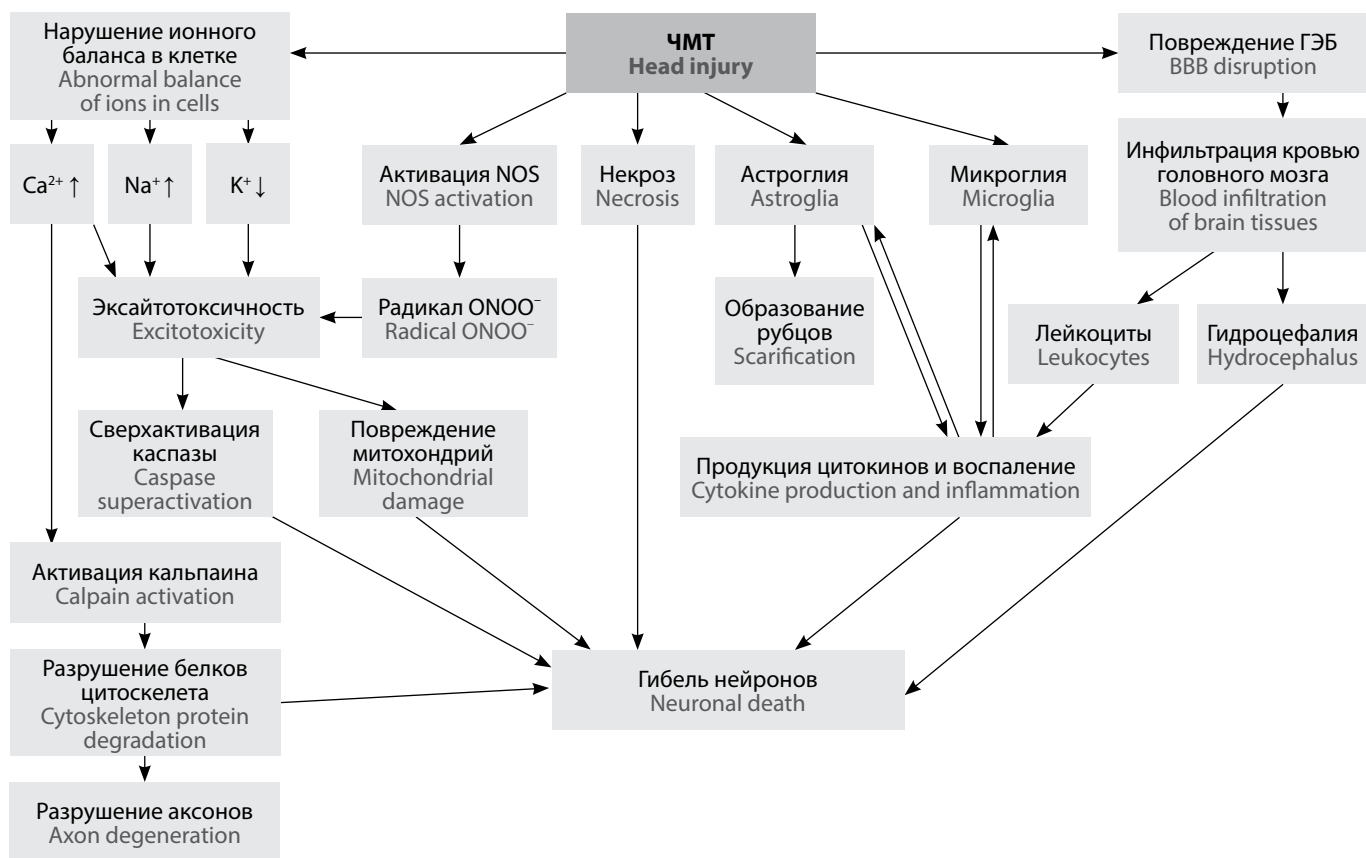 Нарушение ионного
баланса в клетке
Abnormal balance
of ions in cells
ЧМТ
Head injury
Повреждение ГЭБ
BBB disruption
Ca²⁺ ↑
Na⁺ ↑
K⁺ ↓
Активация NOS
NOS activation
Некроз
Necrosis
Астроглия
Astroglia
Микроглия
Microglia
Инфильтрация кровью
головного мозга
Blood infiltration
of brain tissues
Эксайтотоксичность
Excitotoxicity
Радикал ONOO⁻
Radical ONOO⁻
Образование
рубцов
Scarification
Лейкоциты
Leukocytes
Гидроцефалия
Hydrocephalus
Сверхактивация
каспазы
Caspase
superactivation
Повреждение
митохондрий
Mitochondrial
damage
Продукция цитокинов и воспаление
Cytokine production and inflammation
Активация кальпаина
Calpain activation
Разрушение белков
цитоскелета
Cytoskeleton protein
degradation
Гибель нейронов
Neuronal death
Разрушение аксонов
Axon degeneration